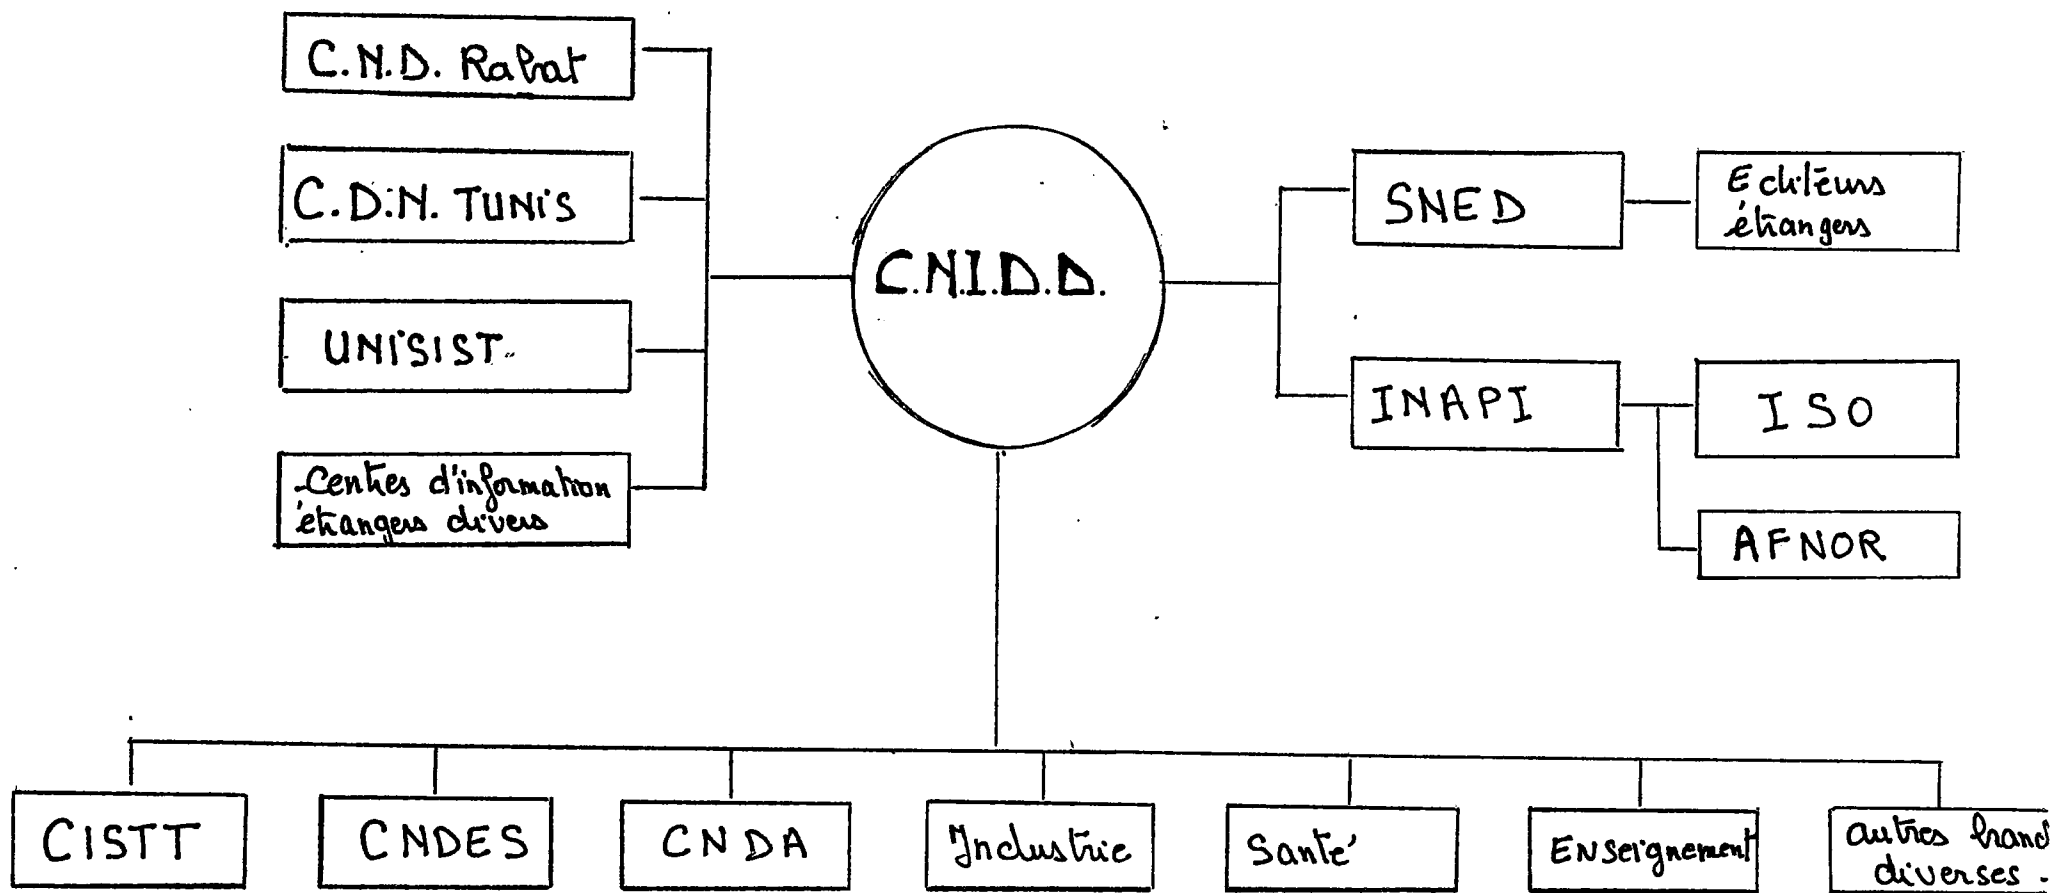 C.N.D. Rabat
C.D.N. TUNIS
UNISIST
Centres d'information
étrangers divers
C.N.I.D.D.
SNED
Editeurs
étrangers
INAPI
ISO
AFNOR
CISTT
CNDES
CNDA
Industrie
Santé
Enseignement
autres
diverses.